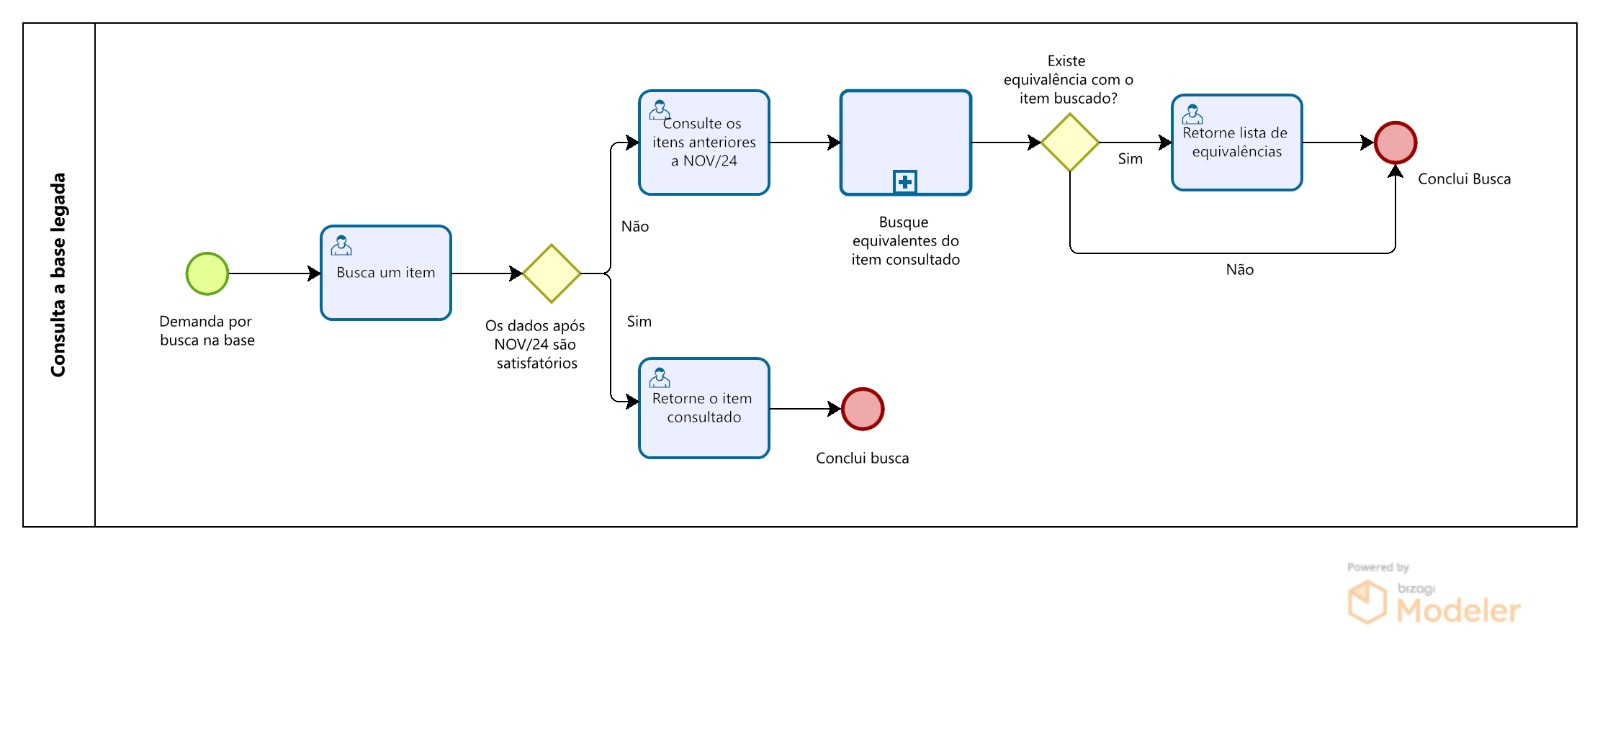 Consulta a base legada
Demanda por
busca na base
Busca um item
Os dados após
NOV/24 são
satisfatórios
Não
Sim
Consulte os
itens anteriores
a NOV/24
Busque
equivalentes do
item consultado
Existe
equivalência com o
item buscado?
Sim
Não
Retorne lista de
equivalências
Conclui Busca
Retorne o item
consultado
Conclui busca
Powered by
bizagi
Modeler